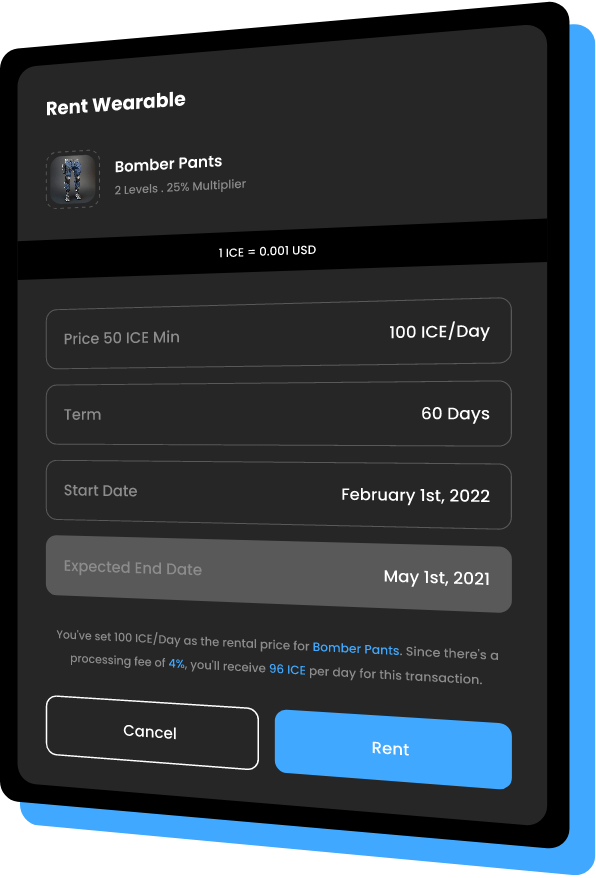 Rent Wearable
Bomber Pants
2 Levels . 25% Multiplier
1 ICE = 0.001 USD
Price 50 ICE Min 100 ICE/Day
Term 60 Days
Start Date February 1st, 2022
Expected End Date May 1st, 2021
You've set 100 ICE/Day as the rental price for Bomber Pants. Since there's a
processing fee of 4%, you'll receive 96 ICE per day for this transaction.
Cancel Rent